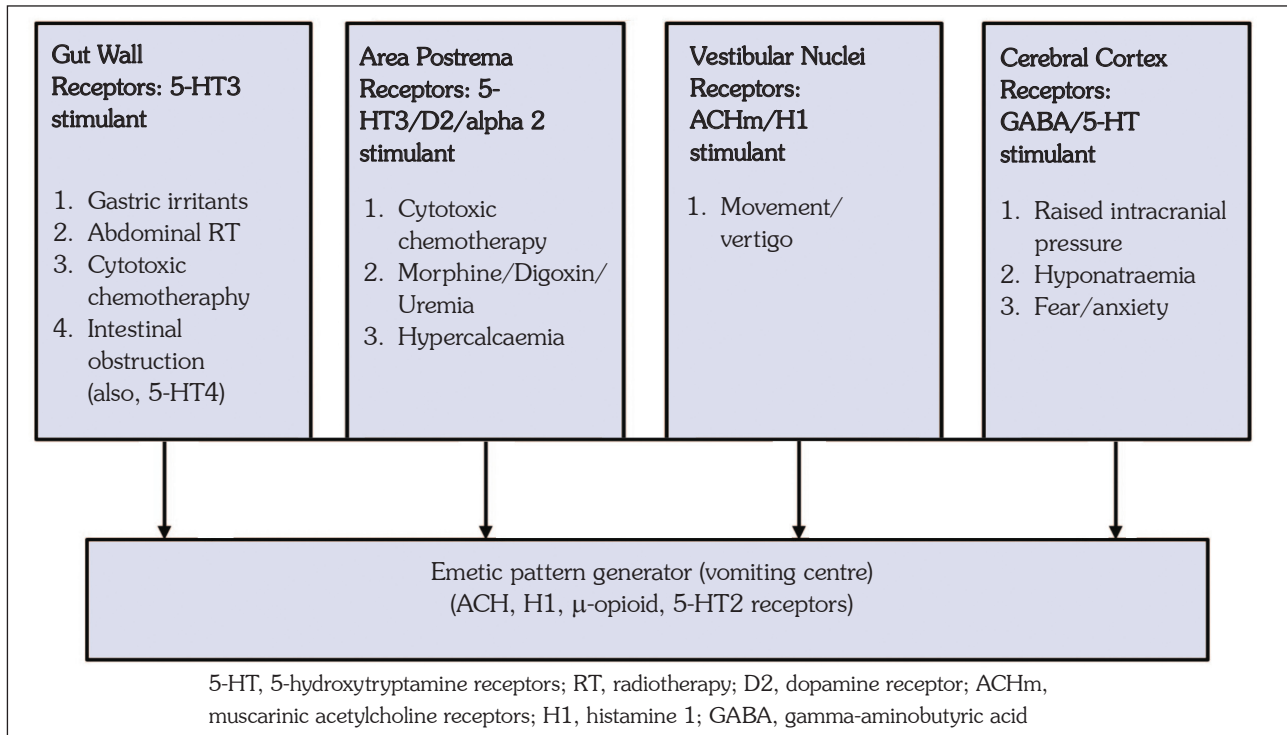 Gut Wall
Receptors: 5-HT3
stimulant
1. Gastric irritants
2. Abdominal RT
3. Cytotoxic
chemotheraphy
4. Intestinal
obstruction
(also, 5-HT4)
Area Postrema
Receptors: 5-
HT3/D2/alpha 2
stimulant
1. Cytotoxic
chemotherapy
2. Morphine/Digoxin/
Uremia
3. Hypercalcaemia
Vestibular Nuclei
Receptors:
ACHm/H1
stimulant
1. Movement/
vertigo
Cerebral Cortex
Receptors:
GABA/5-HT
stimulant
1. Raised intracranial
pressure
2. Hyponatraemia
3. Fear/anxiety
Emetic pattern generator (vomiting centre)
(ACH, H1, μ-opioid, 5-HT2 receptors)
5-HT, 5-hydroxytryptamine receptors; RT, radiotherapy; D2, dopamine receptor; ACHm,
muscarinic acetylcholine receptors; H1, histamine 1; GABA, gamma-aminobutyric acid